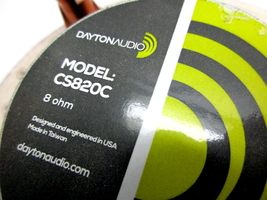 DAYTONAUDIO
MODEL:
CS820C
8 ohm
Designed and engineered in USA
Made in Taiwan
daytonaudio.com